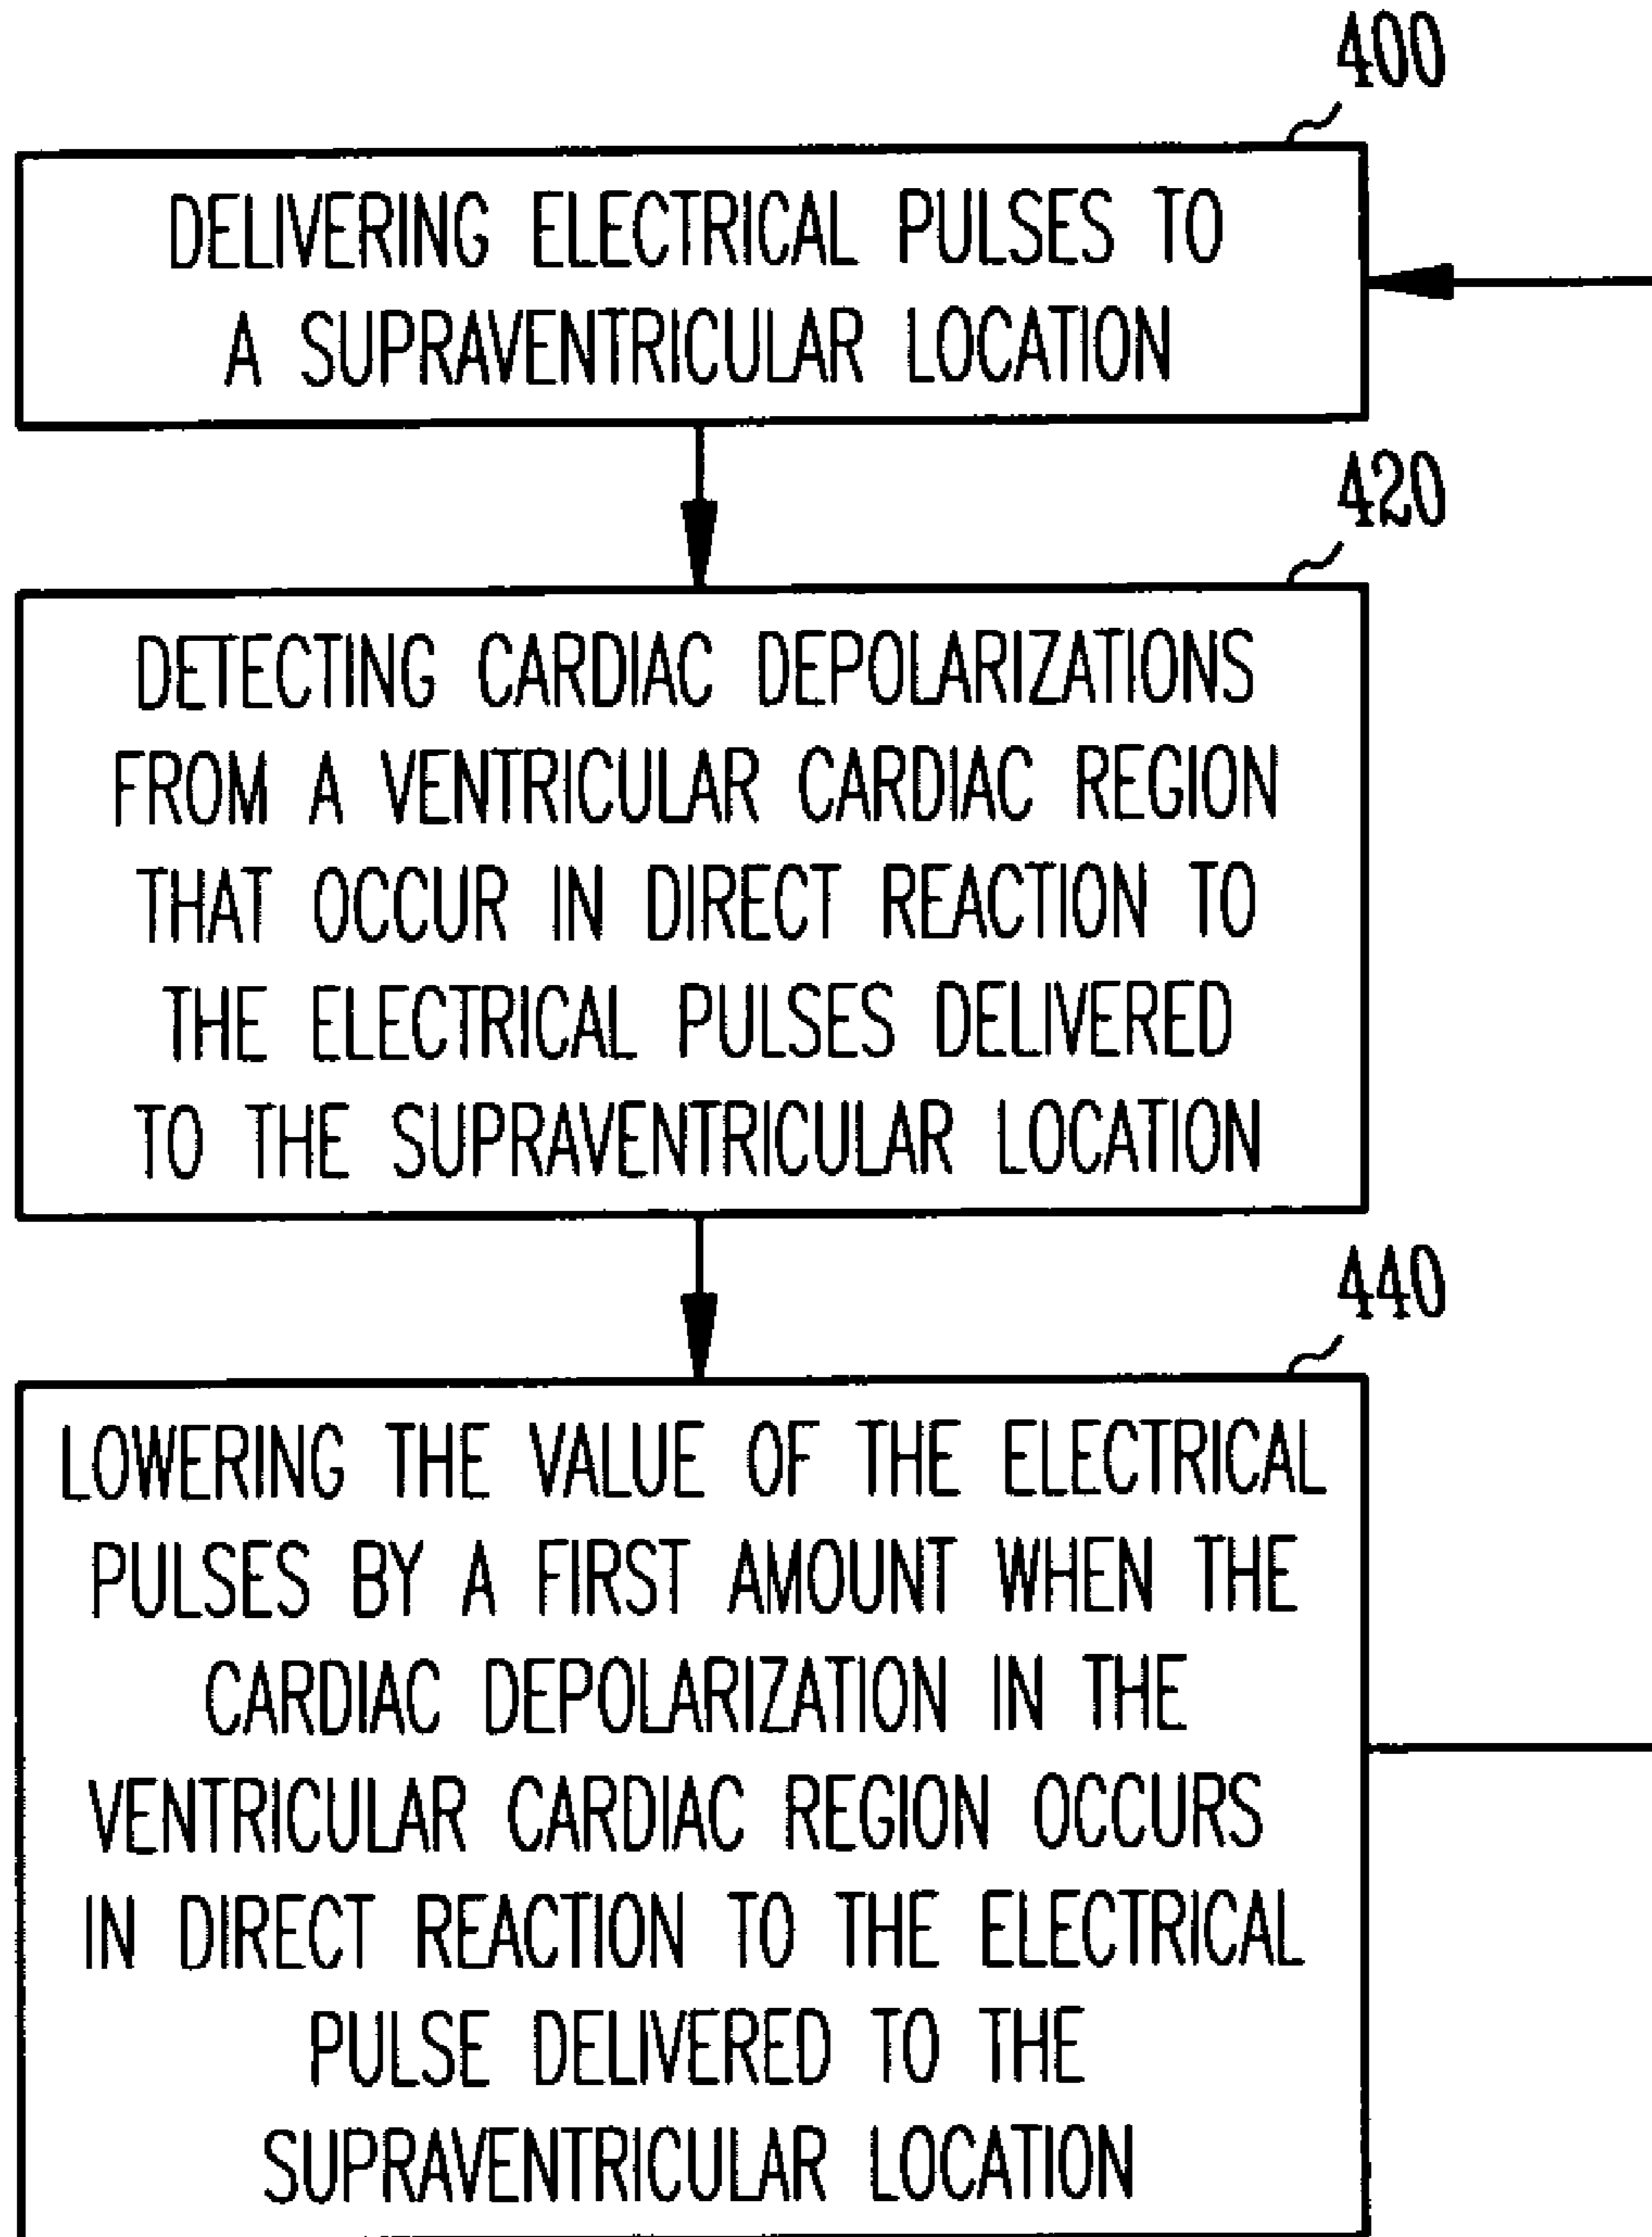 400
DELIVERING ELECTRICAL PULSES TO
A SUPRAVENTRICULAR LOCATION
420
DETECTING CARDIAC DEPOLARIZATIONS
FROM A VENTRICULAR CARDIAC REGION
THAT OCCUR IN DIRECT REACTION TO
THE ELECTRICAL PULSES DELIVERED
TO THE SUPRAVENTRICULAR LOCATION
440
LOWERING THE VALUE OF THE ELECTRICAL
PULSES BY A FIRST AMOUNT WHEN THE
CARDIAC DEPOLARIZATION IN THE
VENTRICULAR CARDIAC REGION OCCURS
IN DIRECT REACTION TO THE ELECTRICAL
PULSE DELIVERED TO THE
SUPRAVENTRICULAR LOCATION